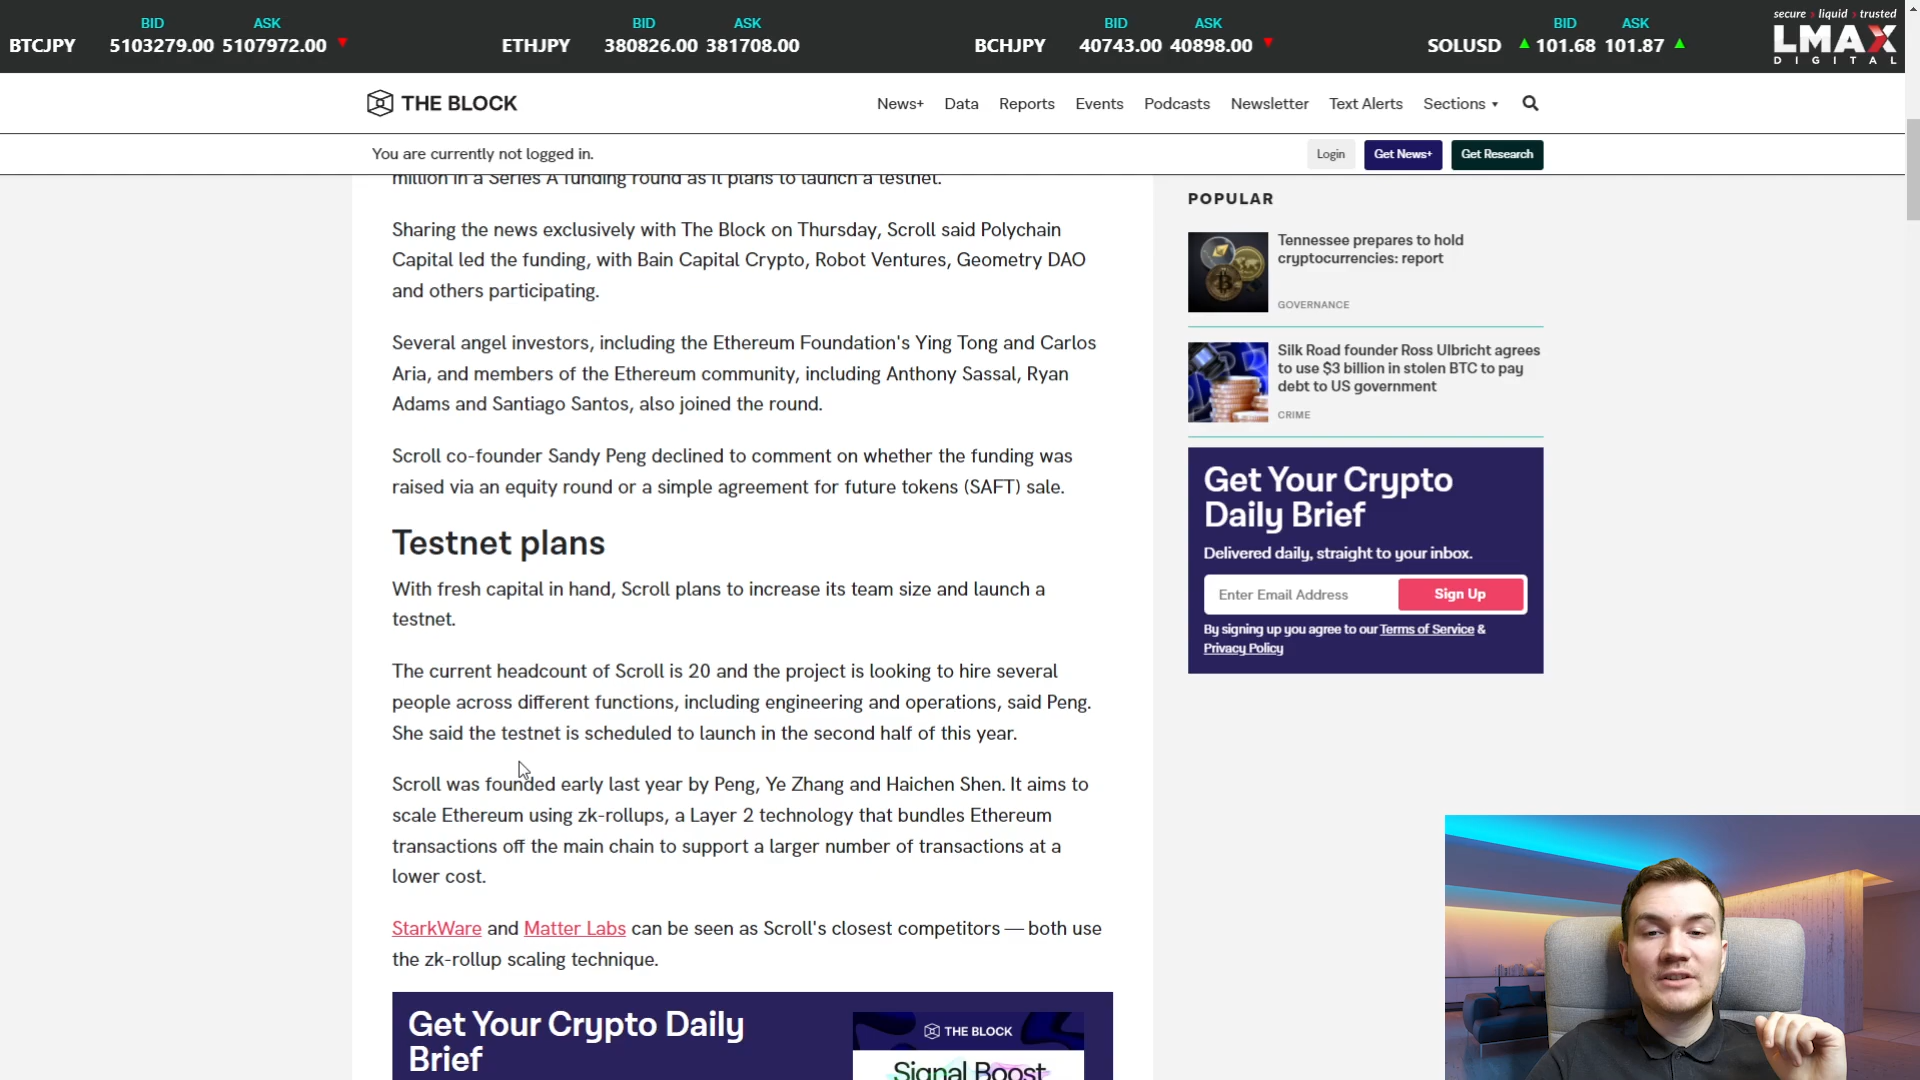 BID ASK
BTCJPY 5103279.00 5107972.00
BID ASK
ETHJPY 380826.00 381708.00
BID ASK
BCHJPY 40743.00 40898.00
BID ASK
SOLUSD 101.68 101.87
secure liquid trusted
LMAX
DIGITAL
THE BLOCK
News+ Data Reports Events Podcasts Newsletter Text Alerts Sections
You are currently not logged in.
Login Get News+ Get Research
million in a Series A funding round as it plans to launch a testnet.
Sharing the news exclusively with The Block on Thursday, Scroll said Polychain
Capital led the funding, with Bain Capital Crypto, Robot Ventures, Geometry DAO
and others participating.
Several angel investors, including the Ethereum Foundation's Ying Tong and Carlos
Aria, and members of the Ethereum community, including Anthony Sassal, Ryan
Adams and Santiago Santos, also joined the round.
Scroll co-founder Sandy Peng declined to comment on whether the funding was
raised via an equity round or a simple agreement for future tokens (SAFT) sale.
Testnet plans
With fresh capital in hand, Scroll plans to increase its team size and launch a
testnet.
The current headcount of Scroll is 20 and the project is looking to hire several
people across different functions, including engineering and operations, said Peng.
She said the testnet is scheduled to launch in the second half of this year.
Scroll was founded early last year by Peng, Ye Zhang and Haichen Shen. It aims to
scale Ethereum using zk-rollups, a Layer 2 technology that bundles Ethereum
transactions off the main chain to support a larger number of transactions at a
lower cost.
StarkWare and Matter Labs can be seen as Scroll's closest competitors — both use
the zk-rollup scaling technique.
Get Your Crypto Daily
Brief
THE BLOCK
Signal Boost
POPULAR
Tennessee prepares to hold
cryptocurrencies: report
GOVERNANCE
Silk Road founder Ross Ulbricht agrees
to use $3 billion in stolen BTC to pay
debt to US government
CRIME
Get Your Crypto
Daily Brief
Delivered daily, straight to your inbox.
Enter Email Address Sign Up
By signing up you agree to our Terms of Service &
Privacy Policy